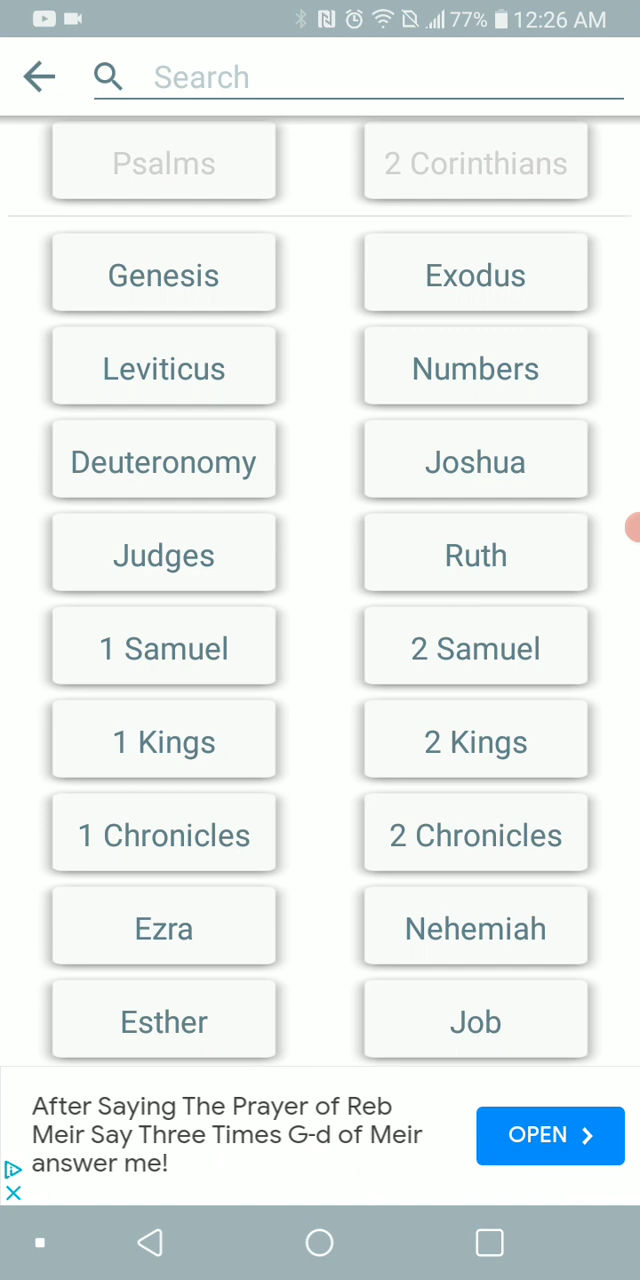 77% 12:26 AM
Search
Psalms 2 Corinthians
Genesis Exodus
Leviticus Numbers
Deuteronomy Joshua
Judges Ruth
1 Samuel 2 Samuel
1 Kings 2 Kings
1 Chronicles 2 Chronicles
Ezra Nehemiah
Esther Job
After Saying The Prayer of Reb
Meir Say Three Times G-d of Meir
answer me!
OPEN